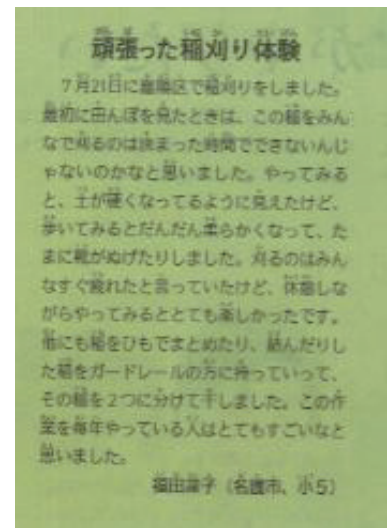 頑張った稲刈り体験
７月21日に嘉陽区で稲刈りをしました。
最初に田んぼを見たときは、この稲をみん
なで刈るのは決まった時間でできないんじ
ゃないのかなと思いました。やってみる
と、土が硬くなってるように見えたけど、
歩いてみるとだんだん柔らかくなって、た
まに靴がぬげたりしました。刈るのはみん
なすぐ疲れたと言っていたけど、休憩しな
がらやってみるととても楽しかったです。
他にも稲をひもでまとめたり、結んだりし
た稲をガードレールの方に持っていって、
その稲を２つに分けて干しました。この作
業を毎年やっている人はとてもすごいなと
思いました。
（名護市、小５）